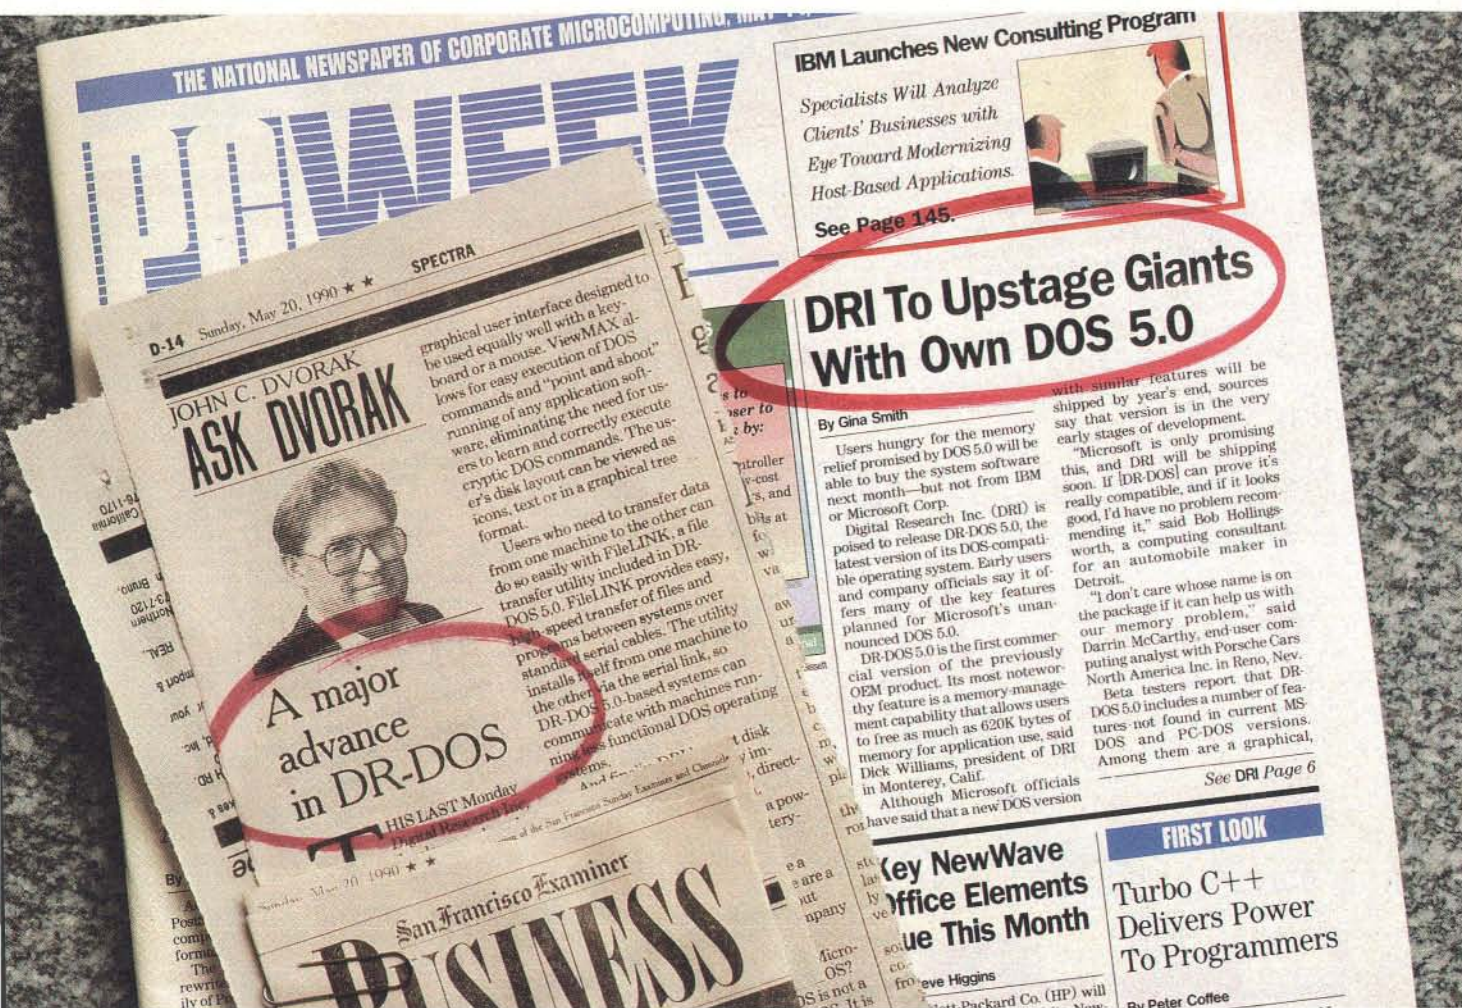 THE NATIONAL NEWSPAPER OF CORPORATE MICROCOMPUTING, MAY
PC WEEK
IBM Launches New Consulting Program
Specialists Will Analyze
Clients' Businesses with
Eye Toward Modernizing
Host-Based Applications.
See Page 145.
DRI To Upstage Giants
With Own DOS 5.0
By Gina Smith
Users hungry for the memory
relief promised by DOS 5.0 will be
able to buy the system software
next month—but not from IBM
or Microsoft Corp.
Digital Research Inc. (DRI) is
poised to release DR-DOS 5.0, the
latest version of its DOS-compati-
ble operating system. Early users
and company officials say it of-
fers many of the key features
planned for Microsoft's unan-
nounced DOS 5.0.
DR-DOS 5.0 is the first commer-
cial version of the previously
OEM product. Its most notewor-
thy feature is a memory-manage-
ment capability that allows users
to free as much as 620K bytes of
memory for application use, said
Dick Williams, president of DRI
in Monterey, Calif.
Although Microsoft officials
have said that a new DOS version
with similar features will be
shipped by year's end, sources
say that version is in the very
early stages of development.
"Microsoft is only promising
this, and DRI will be shipping
soon. If [DR-DOS] can prove it's
really compatible, and if it looks
good, I'd have no problem recom-
mending it," said Bob Hollings-
worth, a computing consultant
for an automobile maker in
Detroit.
"I don't care whose name is on
the package if it can help us with
our memory problem," said
Darrin McCarthy, end-user com-
puting analyst with Porsche Cars
North America Inc. in Reno, Nev.
Beta testers report that DR-
DOS 5.0 includes a number of fea-
tures not found in current MS-
DOS and PC-DOS versions.
Among them are a graphical,
See DRI Page 6
Key NewWave
Office Elements
ue This Month
eve Higgins
Packard Co. (HP) will
FIRST LOOK
Turbo C++
Delivers Power
To Programmers
By Peter Coffee
D-14 Sunday, May 20, 1990 ★ ★
SPECTRA
JOHN C. DVORAK
ASK DVORAK
A major
advance
in DR-DOS
THIS LAST Monday
Digital Research Inc.
graphical user interface designed to
be used equally well with a key-
board or a mouse. ViewMAX al-
lows for easy execution of DOS
commands and "point and shoot"
running of any application soft-
ware, eliminating the need for us-
ers to learn and correctly execute
cryptic DOS commands. The us-
er's disk layout can be viewed as
icons, text or in a graphical tree
format.
Users who need to transfer data
from one machine to the other can
do so easily with FileLINK, a file
transfer utility included in DR-
DOS 5.0. FileLINK provides easy,
high-speed transfer of files and
programs between systems over
standard serial cables. The utility
installs itself from one machine to
the other via the serial link, so
DR-DOS 5.0-based systems can
communicate with machines run-
ning less functional DOS operating
systems.
of the San Francisco Sunday Examiner and Chronicle
May 20, 1990 ★ ★
San Francisco Examiner
BUSINESS